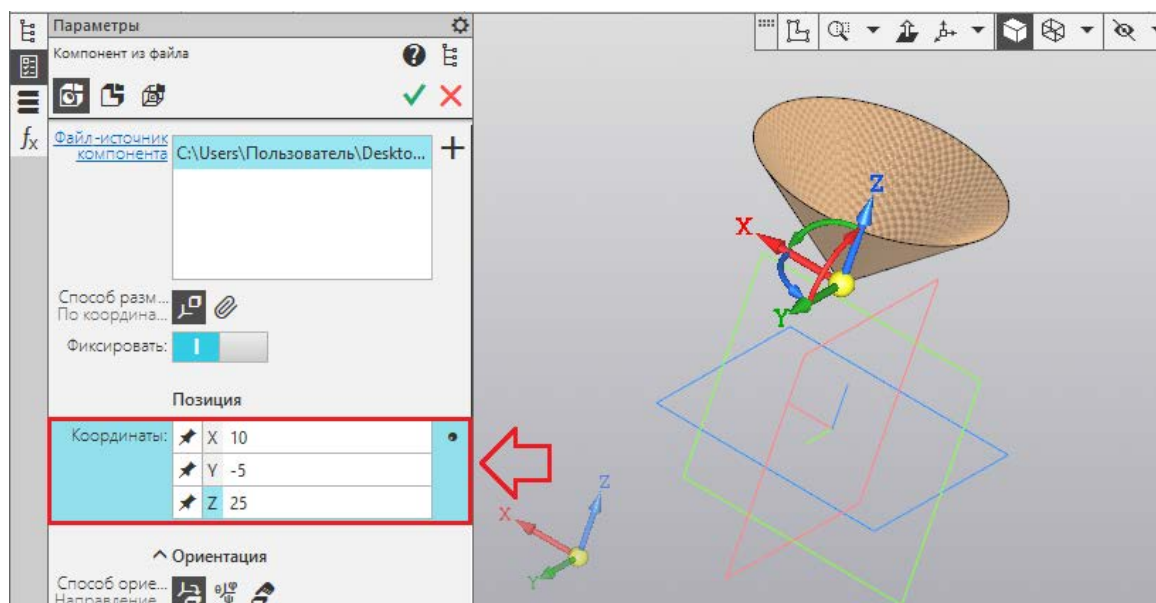 Параметры
Компонент из файла
fx
Файл-источник
компонента
C:\Users\Пользователь\Deskto...
Способ разм...
По координа...
Фиксировать:
Позиция
Координаты:
X 10
Y -5
Z 25
Ориентация
Способ орие...
Направление
Z
X
Y
Z
X
Y